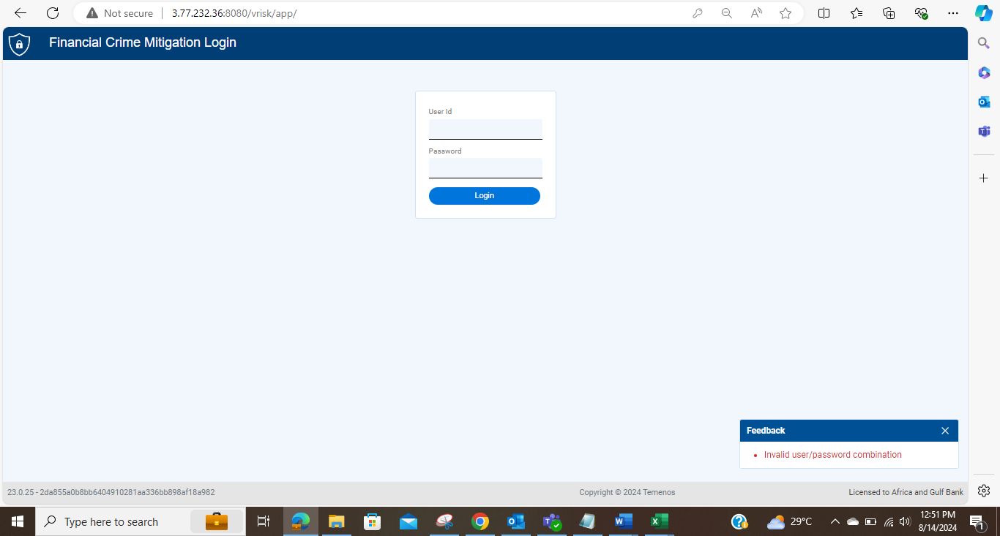 Not secure
3.77.232.36:8080/vrisk/app/
Financial Crime Mitigation Login
User Id
Password
Login
Feedback
Invalid user/password combination
23.0.25 - 2da855a0b8bb6404910281aa336bb898af18a982
Copyright © 2024 Temenos
Licensed to Africa and Gulf Bank
Type here to search
29°C
12:51 PM
8/14/2024
1